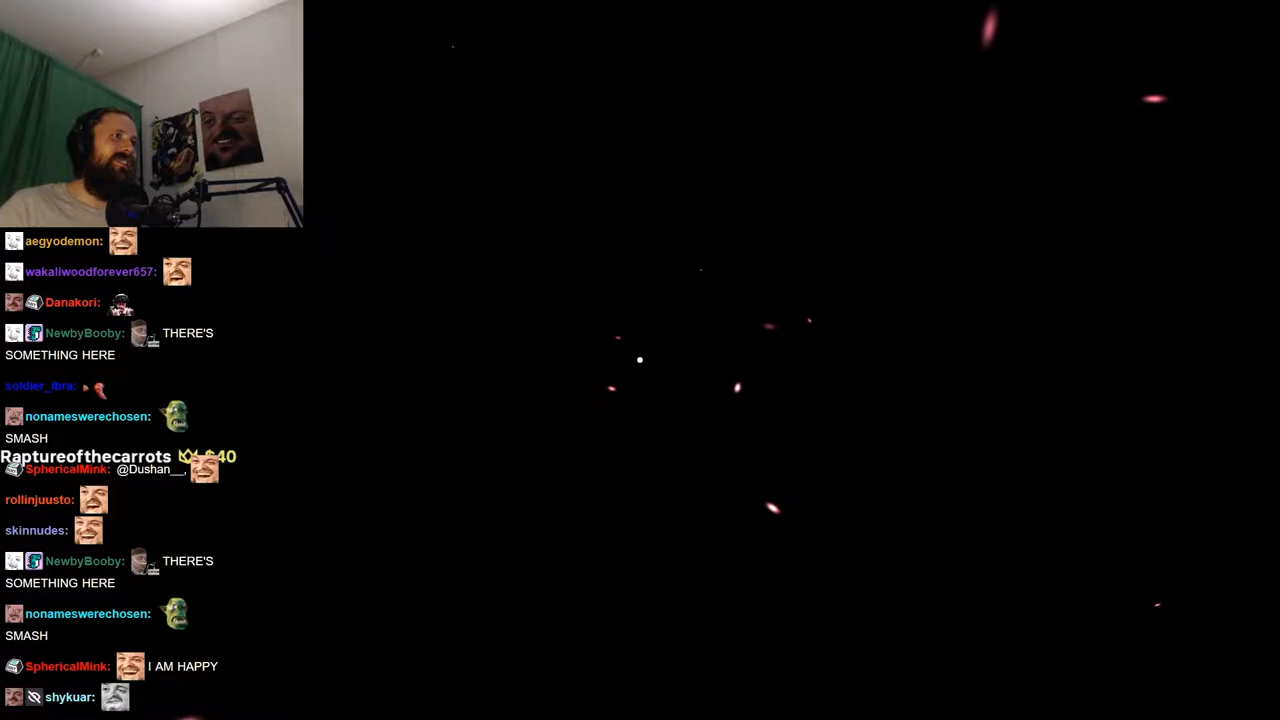 aegyodemon:
wakaliwoodforever657:
Danakori:
NewbyBooby: THERE'S
SOMETHING HERE
soldier_ibra:
nonameswerechosen:
SMASH
Raptureofthecarrots $40
SphericalMink: @Dushan__,
rollinjuusto:
skinnudes:
NewbyBooby: THERE'S
SOMETHING HERE
nonameswerechosen:
SMASH
SphericalMink: I AM HAPPY
shykuar: